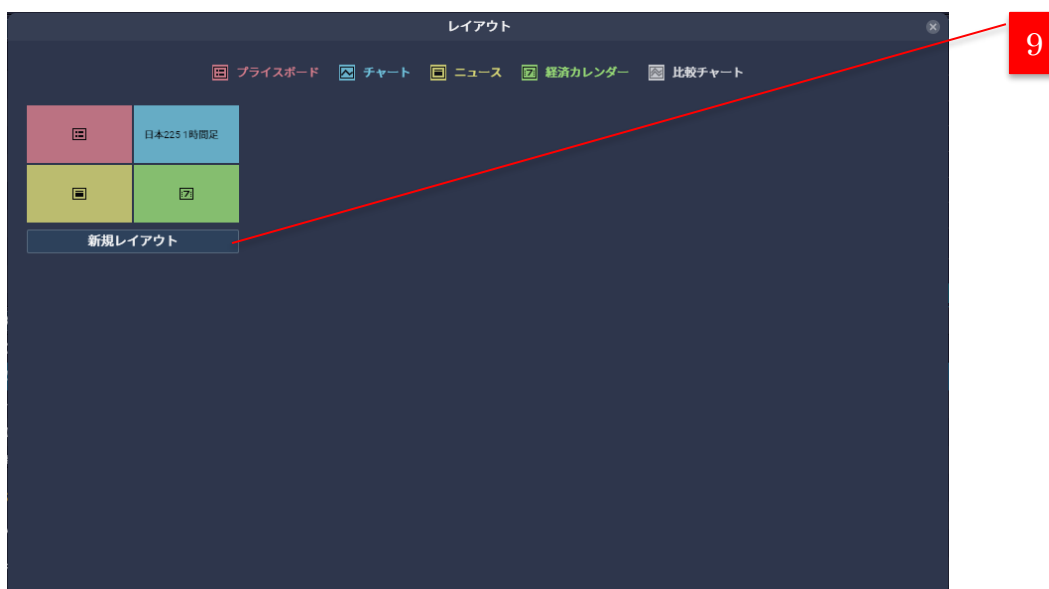 レイアウト
9
プライスボード チャート ニュース 7 経済カレンダー 比較チャート
日本225 1時間足
7
新規レイアウト